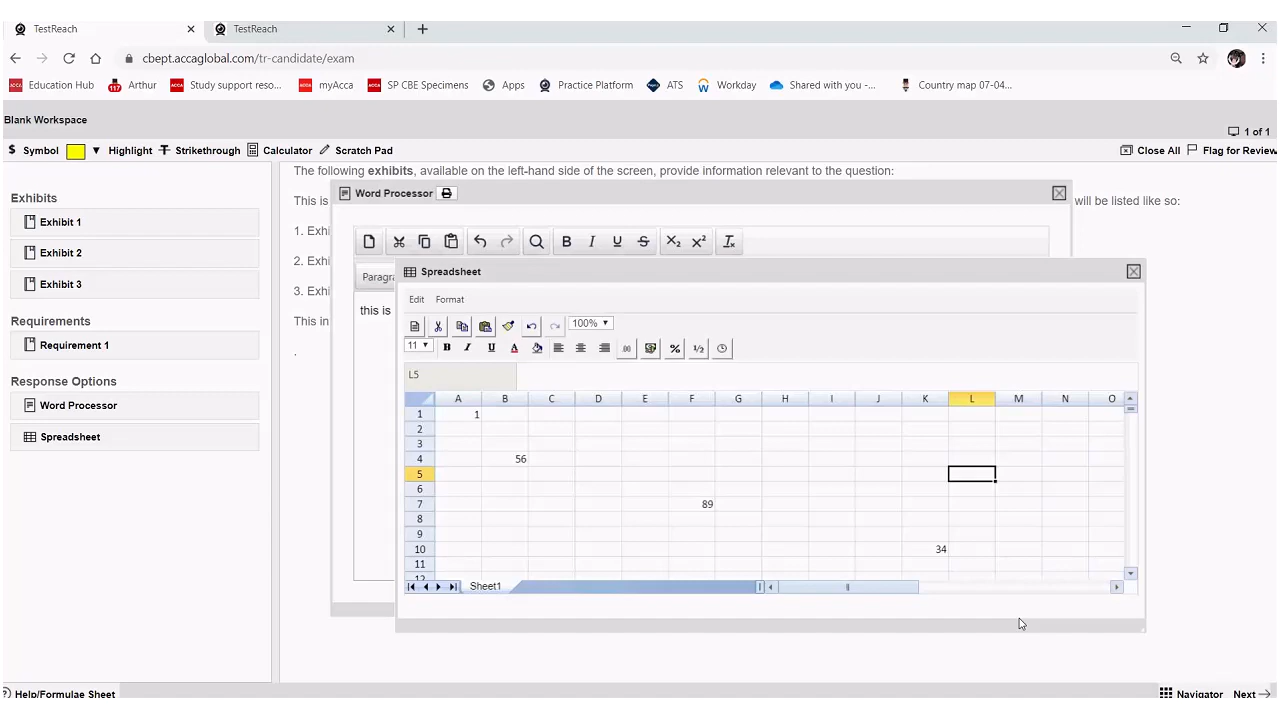 TestReach TestReach
cbept.accaglobal.com/tr-candidate/exam
Education Hub Arthur Study support reso... myAcca SP CBE Specimens Apps Practice Platform ATS Workday Shared with you -... Country map 07-04...
Blank Workspace
1 of 1
$ Symbol Highlight Strikethrough Calculator Scratch Pad Close All Flag for Review
The following exhibits, available on the left-hand side of the screen, provide information relevant to the question:
Exhibits
Exhibit 1
Exhibit 2
Exhibit 3
Requirements
Requirement 1
Response Options
Word Processor
Spreadsheet
This is will be listed like so:
1. Exhi
2. Exhi
3. Exhi
This in
.
Word Processor
B I U S X₂ X² Tx
Paragra
this is
Spreadsheet
Edit Format
100%
11 B I U A % ½
L5
A B C D E F G H I J K L M N O
1 1
2
3
4 56
5
6
7 89
8
9
10 34
11
12
Sheet1
Help/Formulae Sheet Navigator Next